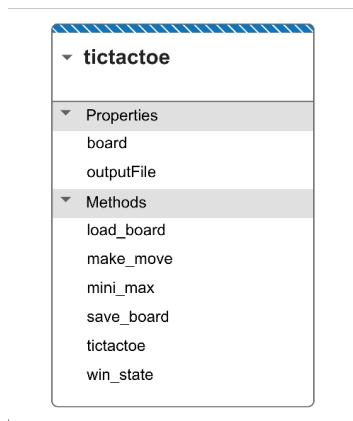 tictactoe
Properties
board
outputFile
Methods
load_board
make_move
mini_max
save_board
tictactoe
win_state